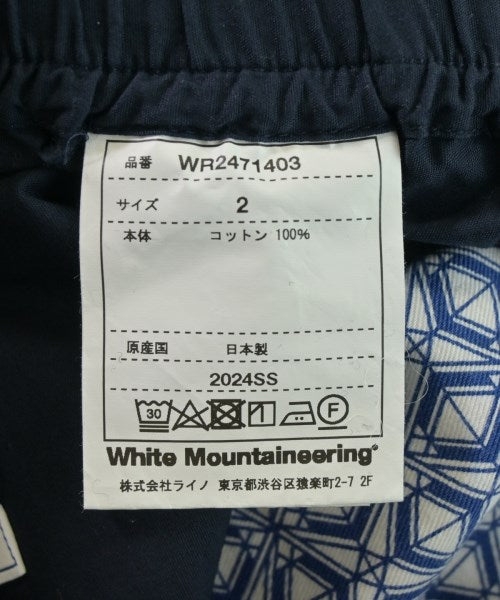 品番 WR2471403
サイズ 2
本体 コットン 100%
原産国 日本製
2024SS
30 F
White Mountaineering®
株式会社ライノ 東京都渋谷区猿楽町2-7 2F